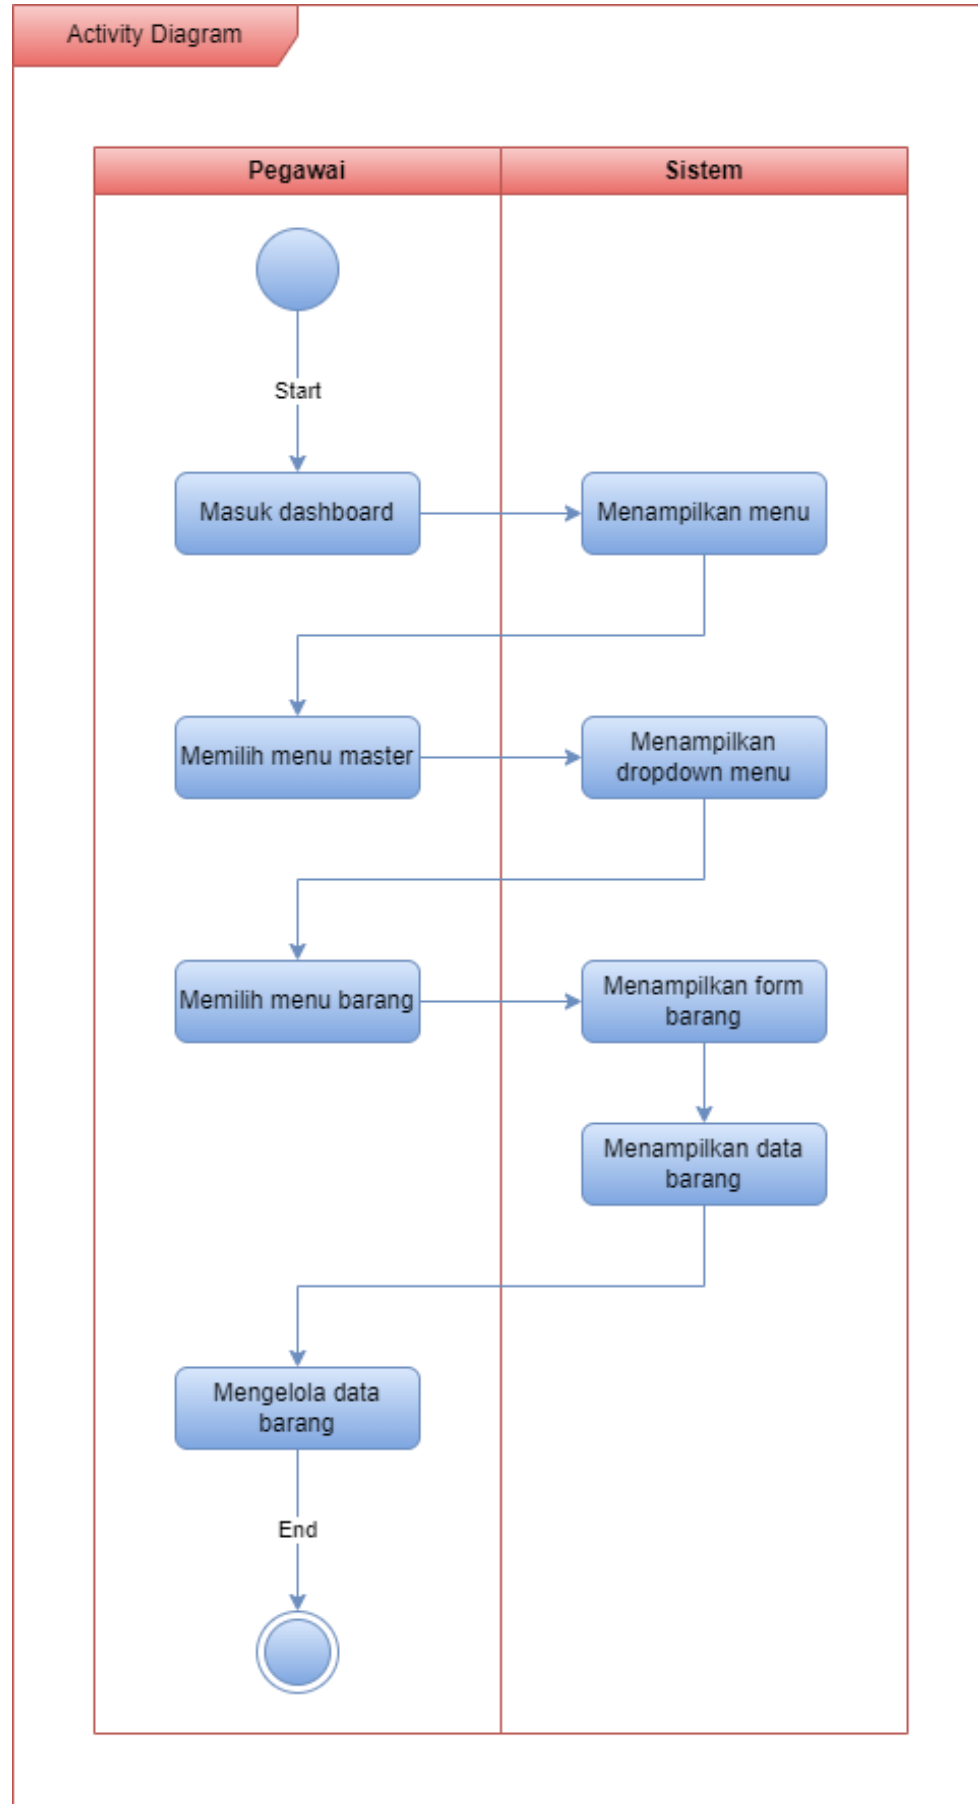 Activity Diagram
Pegawai
Sistem
Start
Masuk dashboard
Menampilkan menu
Memilih menu master
Menampilkan
dropdown menu
Memilih menu barang
Menampilkan form
barang
Menampilkan data
barang
Mengelola data
barang
End